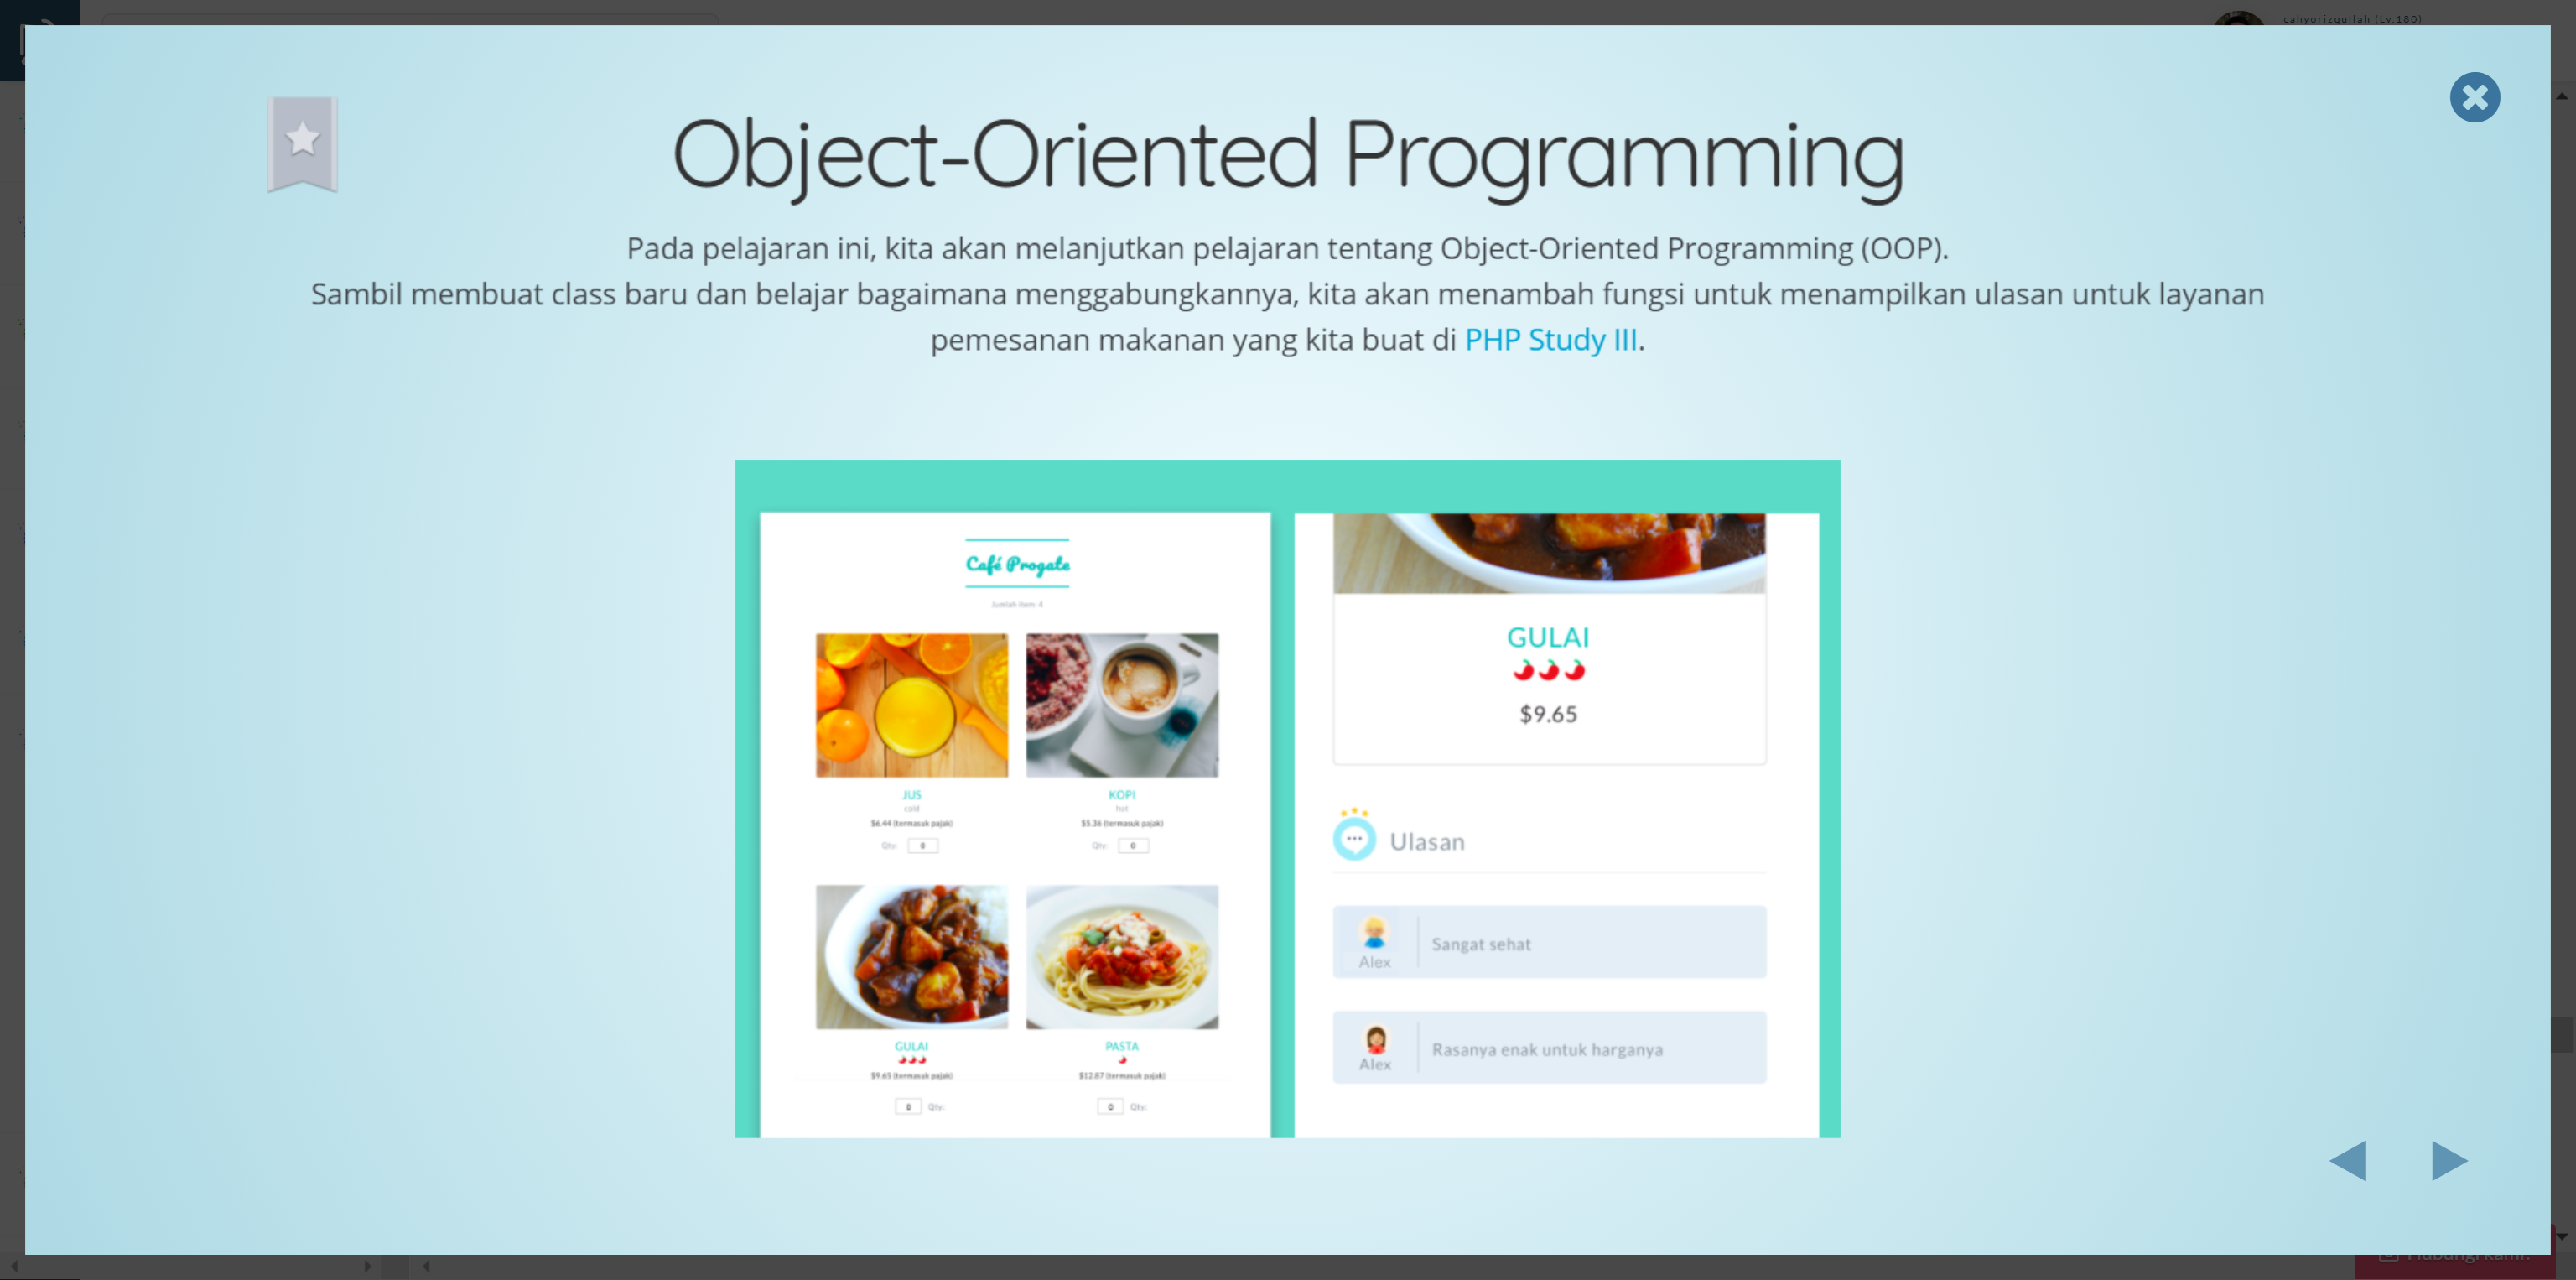 cahyorizqullah (Lv.180)
Object-Oriented Programming
Pada pelajaran ini, kita akan melanjutkan pelajaran tentang Object-Oriented Programming (OOP).
Sambil membuat class baru dan belajar bagaimana menggabungkannya, kita akan menambah fungsi untuk menampilkan ulasan untuk layanan
pemesanan makanan yang kita buat di PHP Study III.
Café Progate
Jumlah item: 4
JUS
cold
$6.44 (termasuk pajak)
Qty: 0
KOPI
hot
$5.36 (termasuk pajak)
Qty: 0
GULAI
$9.65 (termasuk pajak)
0 Qty:
PASTA
$12.87 (termasuk pajak)
0 Qty:
GULAI
$9.65
Ulasan
Alex
Sangat sehat
Alex
Rasanya enak untuk harganya
Hubungi kami!